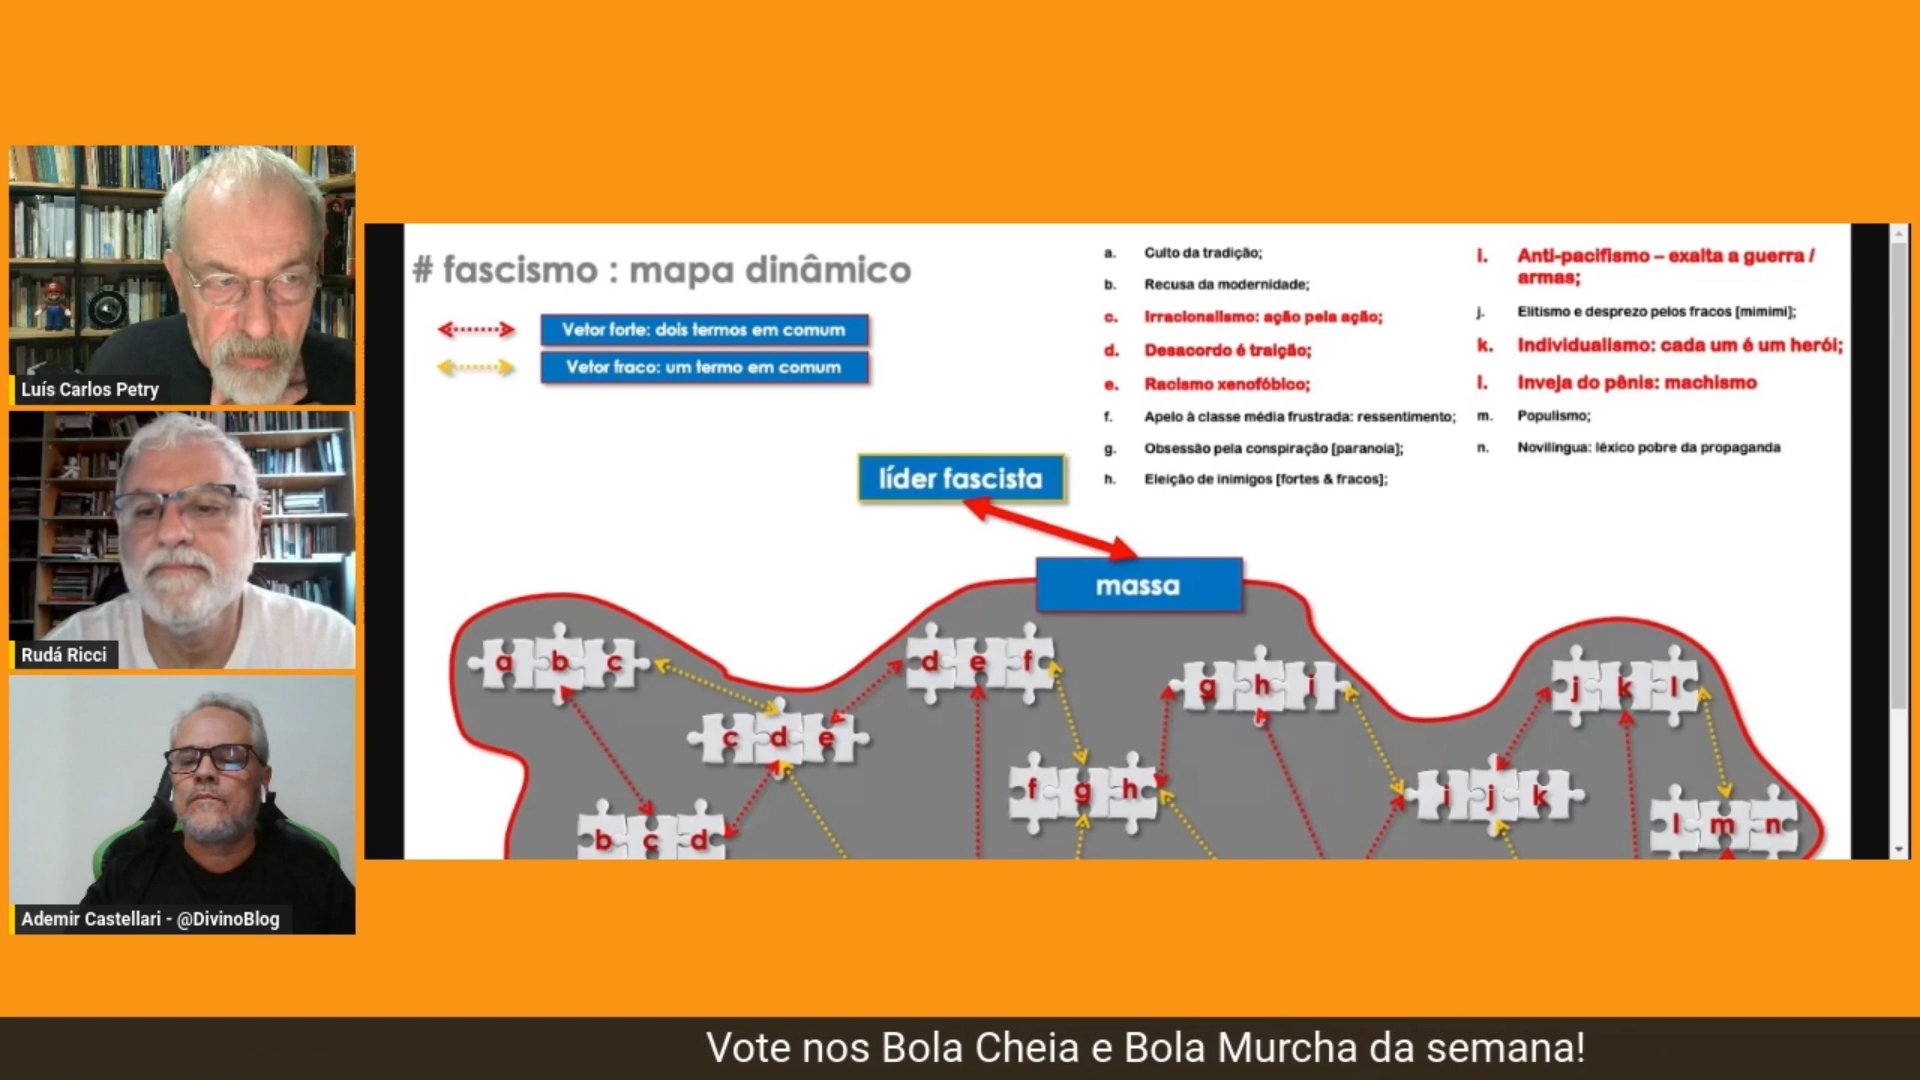 Luís Carlos Petry
Rudá Ricci
Ademir Castellari - @DivinoBlog
# fascismo : mapa dinâmico
Vetor forte: dois termos em comum
Vetor fraco: um termo em comum
a. Culto da tradição;
b. Recusa da modernidade;
c. Irracionalismo: ação pela ação;
d. Desacordo é traição;
e. Racismo xenofóbico;
f. Apelo à classe média frustrada: ressentimento;
g. Obsessão pela conspiração [paranoia];
h. Eleição de inimigos [fortes & fracos];
i. Anti-pacifismo – exalta a guerra /
armas;
j. Elitismo e desprezo pelos fracos [mimimi];
k. Individualismo: cada um é um herói;
l. Inveja do pênis: machismo
m. Populismo;
n. Novilíngua: léxico pobre da propaganda
líder fascista
massa
a b c
d e f
g h i
j k l
c d e
f g h
i j k
l m n
b c d
Vote nos Bola Cheia e Bola Murcha da semana!